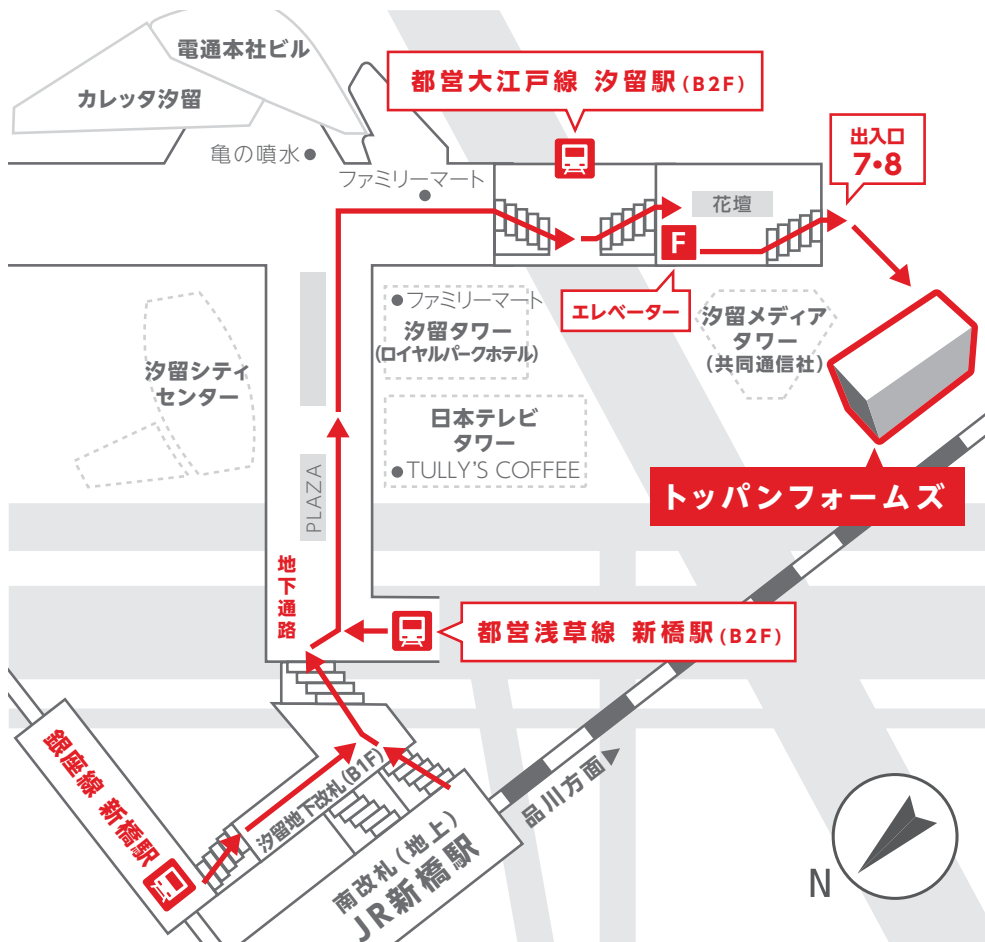 電通本社ビル
カレッタ汐留
亀の噴水
ファミリーマート
都営大江戸線 汐留駅(B2F)
出入口
7・8
花壇
F
エレベーター
ファミリーマート
汐留タワー
(ロイヤルパークホテル)
汐留メディア
タワー
(共同通信社)
汐留シティ
センター
日本テレビ
タワー
TULLY'S COFFEE
PLAZA
トッパンフォームズ
地下通路
都営浅草線 新橋駅(B2F)
銀座線 新橋駅
汐留地下改札(B1F)
南改札(地上)
JR新橋駅
品川方面
N